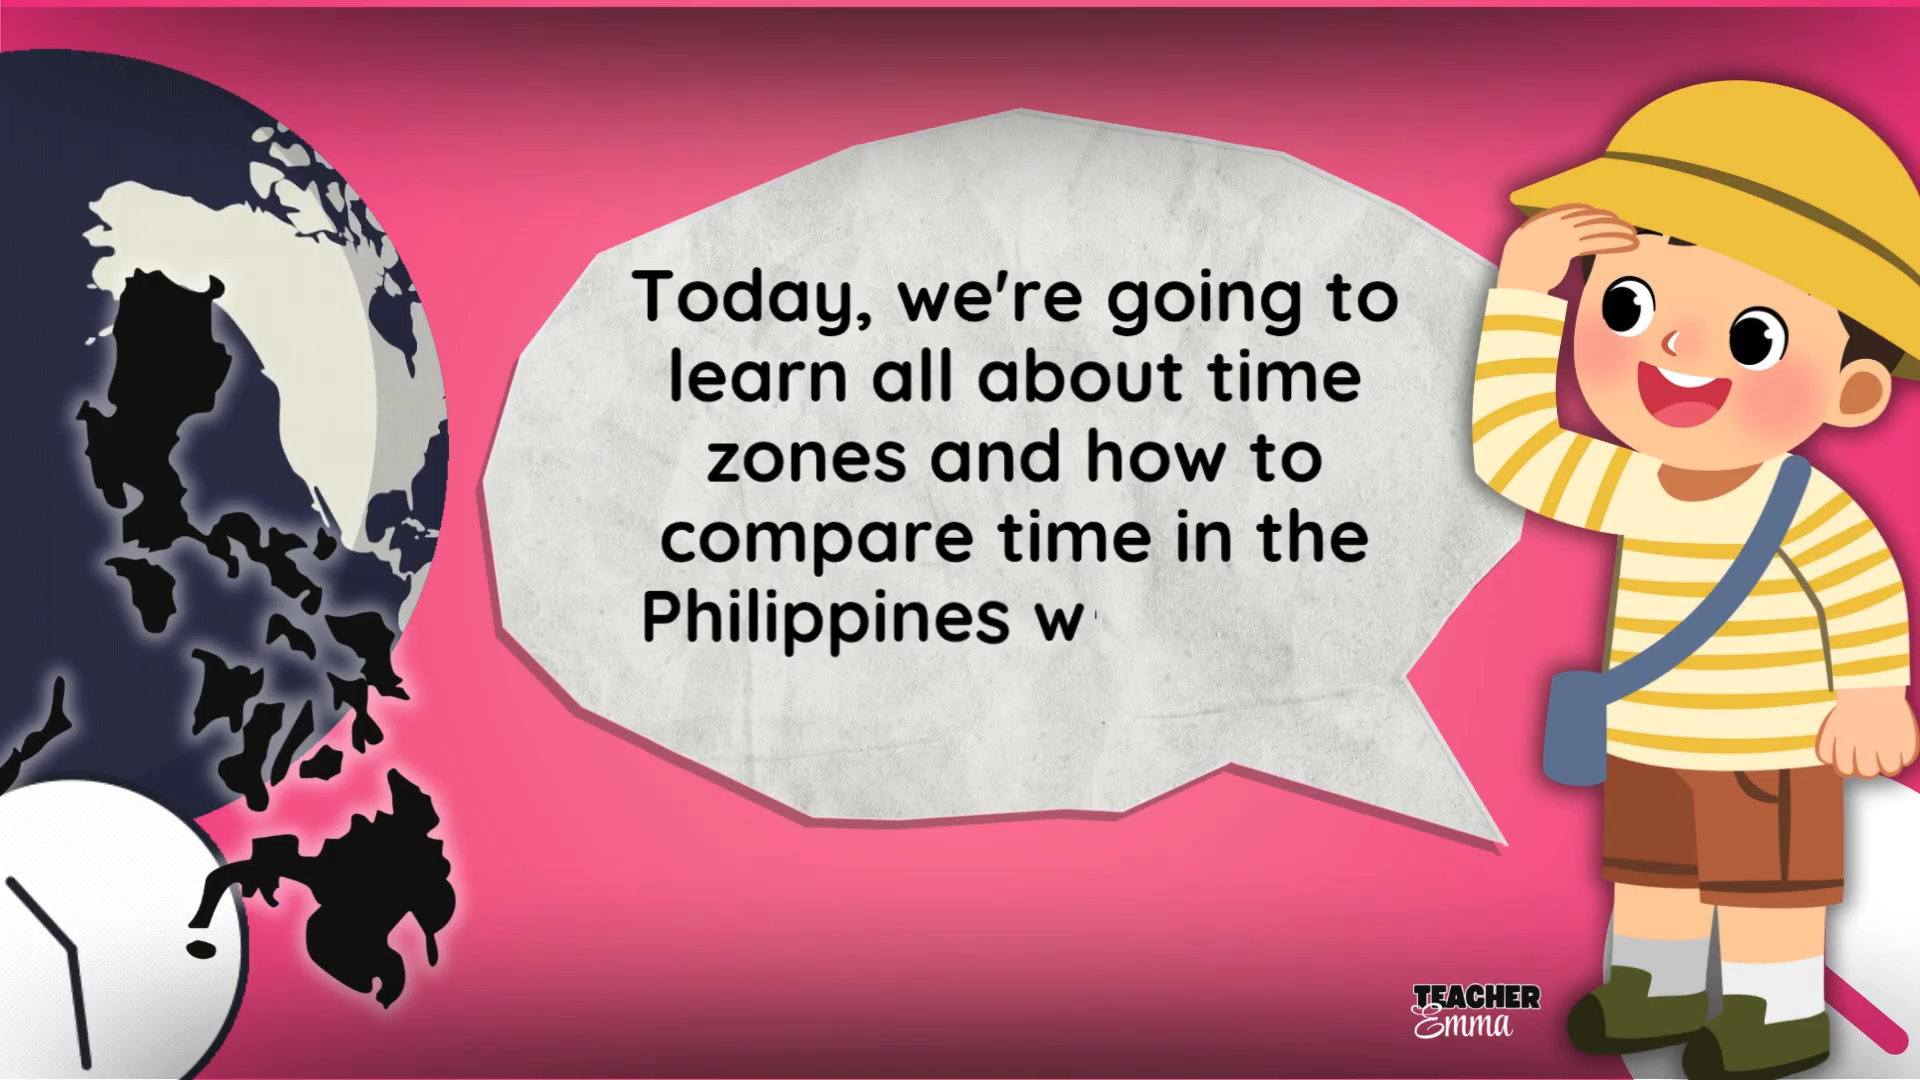 Today, we're going to
learn all about time
zones and how to
compare time in the
Philippines w
TEACHER
Emma